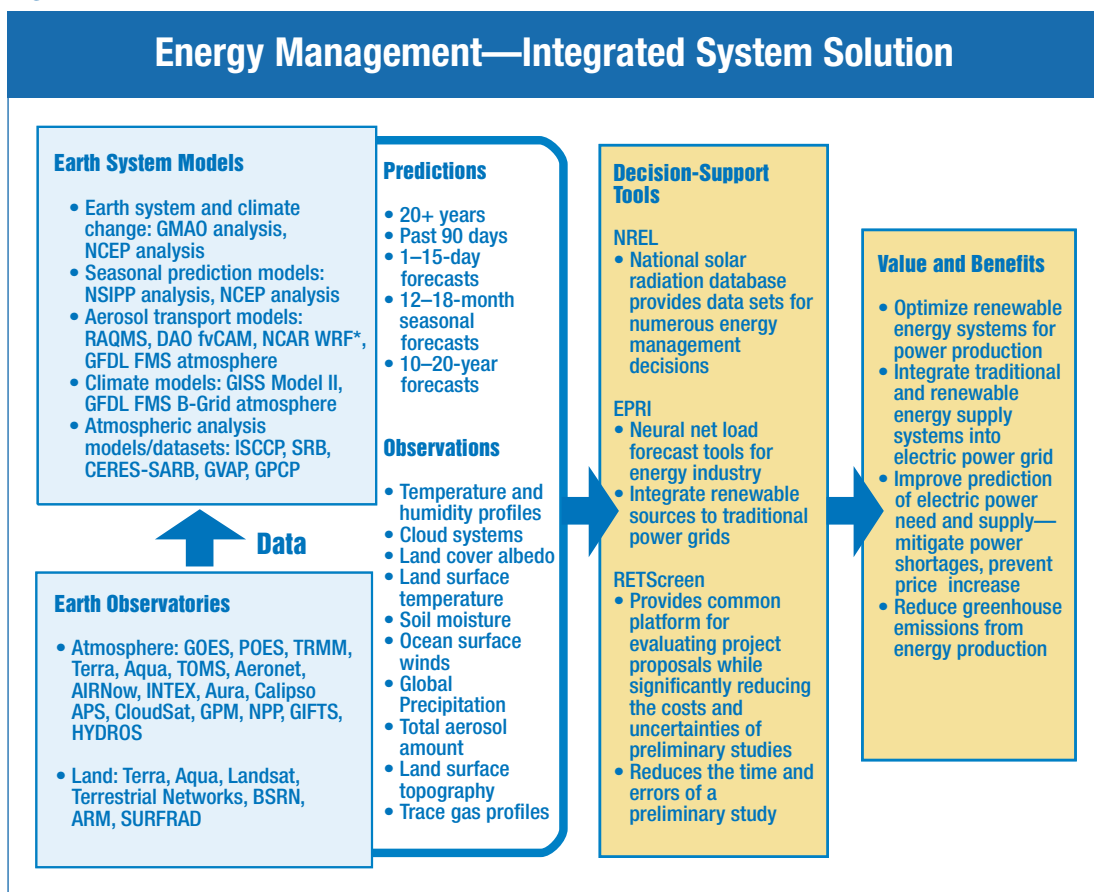 Energy Management—Integrated System Solution
Earth System Models
• Earth system and climate
change: GMAO analysis,
NCEP analysis
• Seasonal prediction models:
NSIPP analysis, NCEP analysis
• Aerosol transport models:
RAQMS, DAO fvCAM, NCAR WRF*,
GFDL FMS atmosphere
• Climate models: GISS Model II,
GFDL FMS B-Grid atmosphere
• Atmospheric analysis
models/datasets: ISCCP, SRB,
CERES-SARB, GVAP, GPCP
Data
Earth Observatories
• Atmosphere: GOES, POES, TRMM,
Terra, Aqua, TOMS, Aeronet,
AIRNow, INTEX, Aura, Calipso
APS, CloudSat, GPM, NPP, GIFTS,
HYDROS
• Land: Terra, Aqua, Landsat,
Terrestrial Networks, BSRN,
ARM, SURFRAD
Predictions
• 20+ years
• Past 90 days
• 1–15-day
forecasts
• 12–18-month
seasonal
forecasts
• 10–20-year
forecasts
Observations
• Temperature and
humidity profiles
• Cloud systems
• Land cover albedo
• Land surface
temperature
• Soil moisture
• Ocean surface
winds
• Global
Precipitation
• Total aerosol
amount
• Land surface
topography
• Trace gas profiles
Decision-Support
Tools
NREL
• National solar
radiation database
provides data sets for
numerous energy
management
decisions
EPRI
• Neural net load
forecast tools for
energy industry
• Integrate renewable
sources to traditional
power grids
RETScreen
• Provides common
platform for
evaluating project
proposals while
significantly reducing
the costs and
uncertainties of
preliminary studies
• Reduces the time and
errors of a
preliminary study
Value and Benefits
• Optimize renewable
energy systems for
power production
• Integrate traditional
and renewable
energy supply
systems into
electric power grid
• Improve prediction
of electric power
need and supply—
mitigate power
shortages, prevent
price increase
• Reduce greenhouse
emissions from
energy production